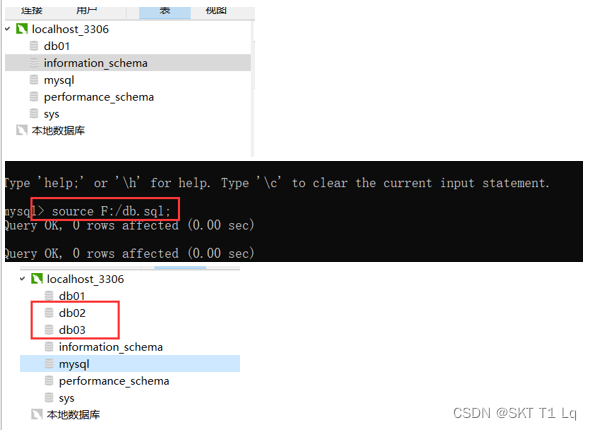 连接 用户 表 视图
localhost_3306
db01
information_schema
mysql
performance_schema
sys
本地数据库
Type 'help;' or '\h' for help. Type '\c' to clear the current input statement.
mysql> source F:/db.sql;
Query OK, 0 rows affected (0.00 sec)
Query OK, 0 rows affected (0.00 sec)
localhost_3306
db01
db02
db03
information_schema
mysql
performance_schema
sys
本地数据库
CSDN @SKT T1 Lq